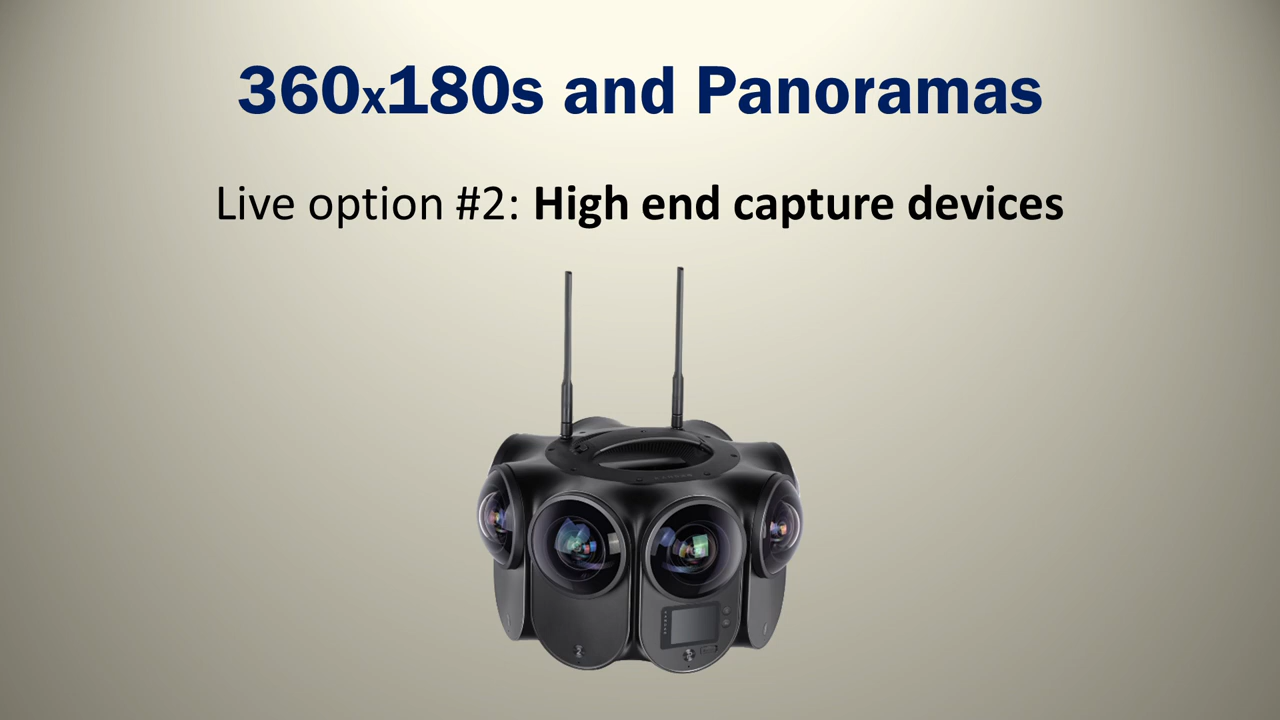 360x180s and Panoramas
Live option #2: High end capture devices